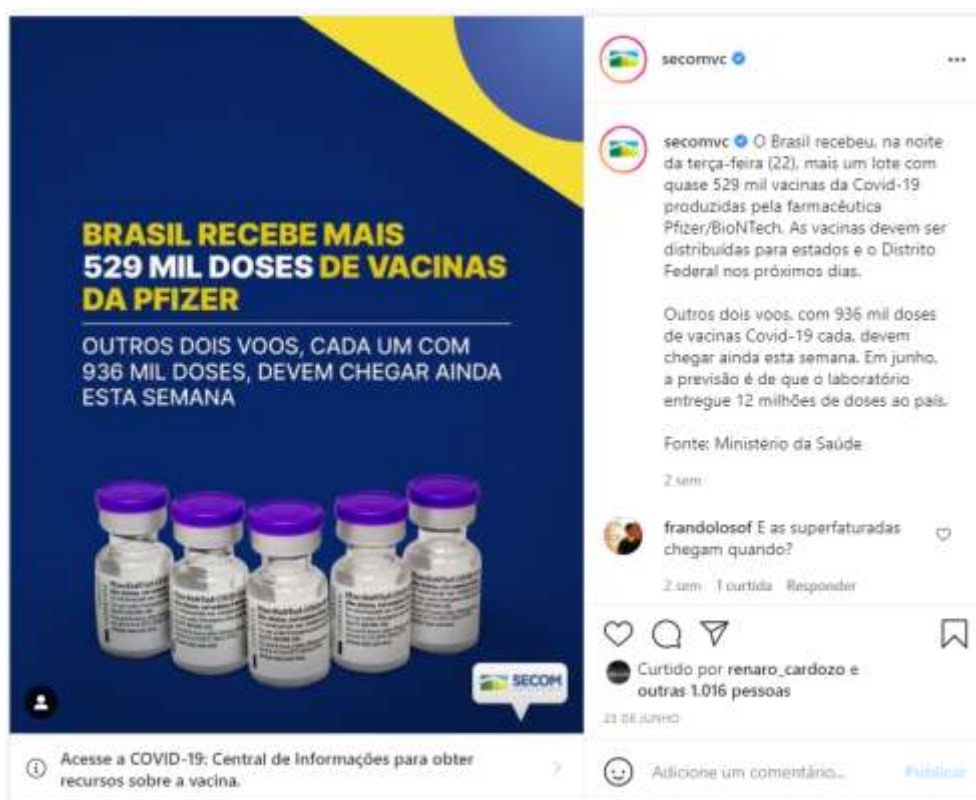 BRASIL RECEBE MAIS
529 MIL DOSES DE VACINAS
DA PFIZER
OUTROS DOIS VOOS, CADA UM COM
936 MIL DOSES, DEVEM CHEGAR AINDA
ESTA SEMANA
SECOM
Acesse a COVID-19: Central de Informações para obter
recursos sobre a vacina.
secomvc
secomvc O Brasil recebeu, na noite
da terça-feira (22), mais um lote com
quase 529 mil vacinas da Covid-19
produzidas pela farmacêutica
Pfizer/BioNTech. As vacinas devem ser
distribuídas para estados e o Distrito
Federal nos próximos dias.
Outros dois voos, com 936 mil doses
de vacinas Covid-19 cada, devem
chegar ainda esta semana. Em junho,
a previsão é de que o laboratório
entregue 12 milhões de doses ao país.
Fonte: Ministério da Saúde
2 sem
frandolosof E as superfaturadas
chegam quando?
2 sem 1 curtida Responder
Curtido por renaro_cardozo e
outras 1.016 pessoas
23 DE JUNHO
Adicione um comentário... Publicar